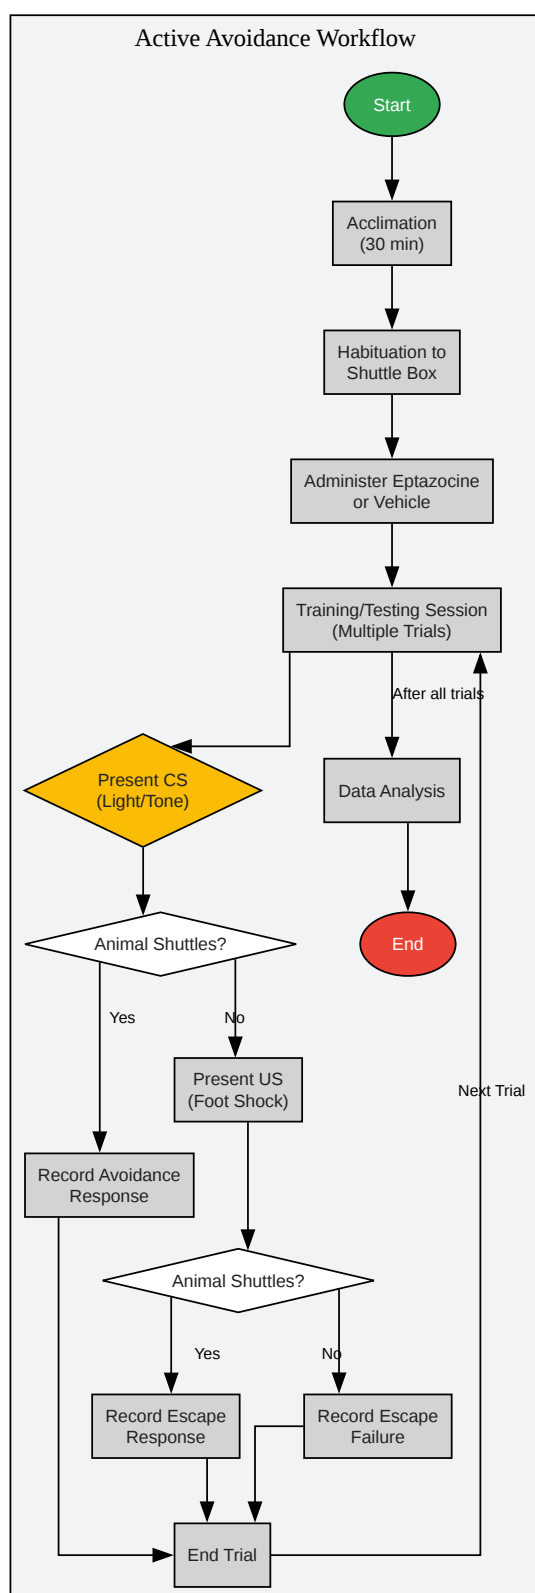 Active Avoidance Workflow
Start
Acclimation
(30 min)
Habituation to
Shuttle Box
Administer Eptazocine
or Vehicle
Training/Testing Session
(Multiple Trials)
After all trials
Present CS
(Light/Tone)
Data Analysis
Animal Shuttles?
End
Yes
No
Present US
(Foot Shock)
Next Trial
Record Avoidance
Response
Animal Shuttles?
Yes
No
Record Escape
Response
Record Escape
Failure
End Trial